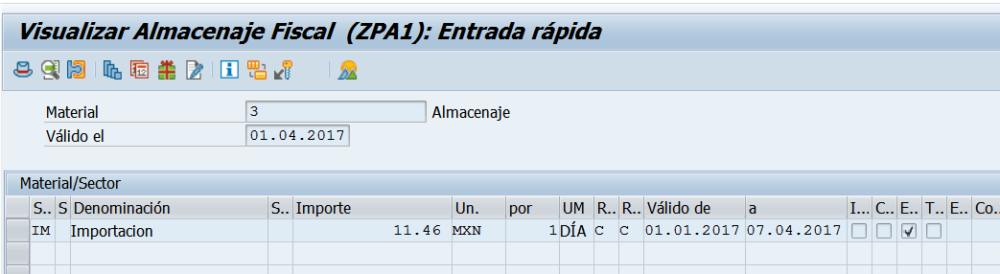 Visualizar Almacenaje Fiscal (ZPA1): Entrada rápida
Material 3 Almacenaje
Válido el 01.04.2017
Material/Sector
S.. S Denominación S.. Importe Un. por UM R.. R.. Válido de a I... C.. E.. T.. E.. Co...
IM Importacion 11.46 MXN 1 DÍA C C 01.01.2017 07.04.2017